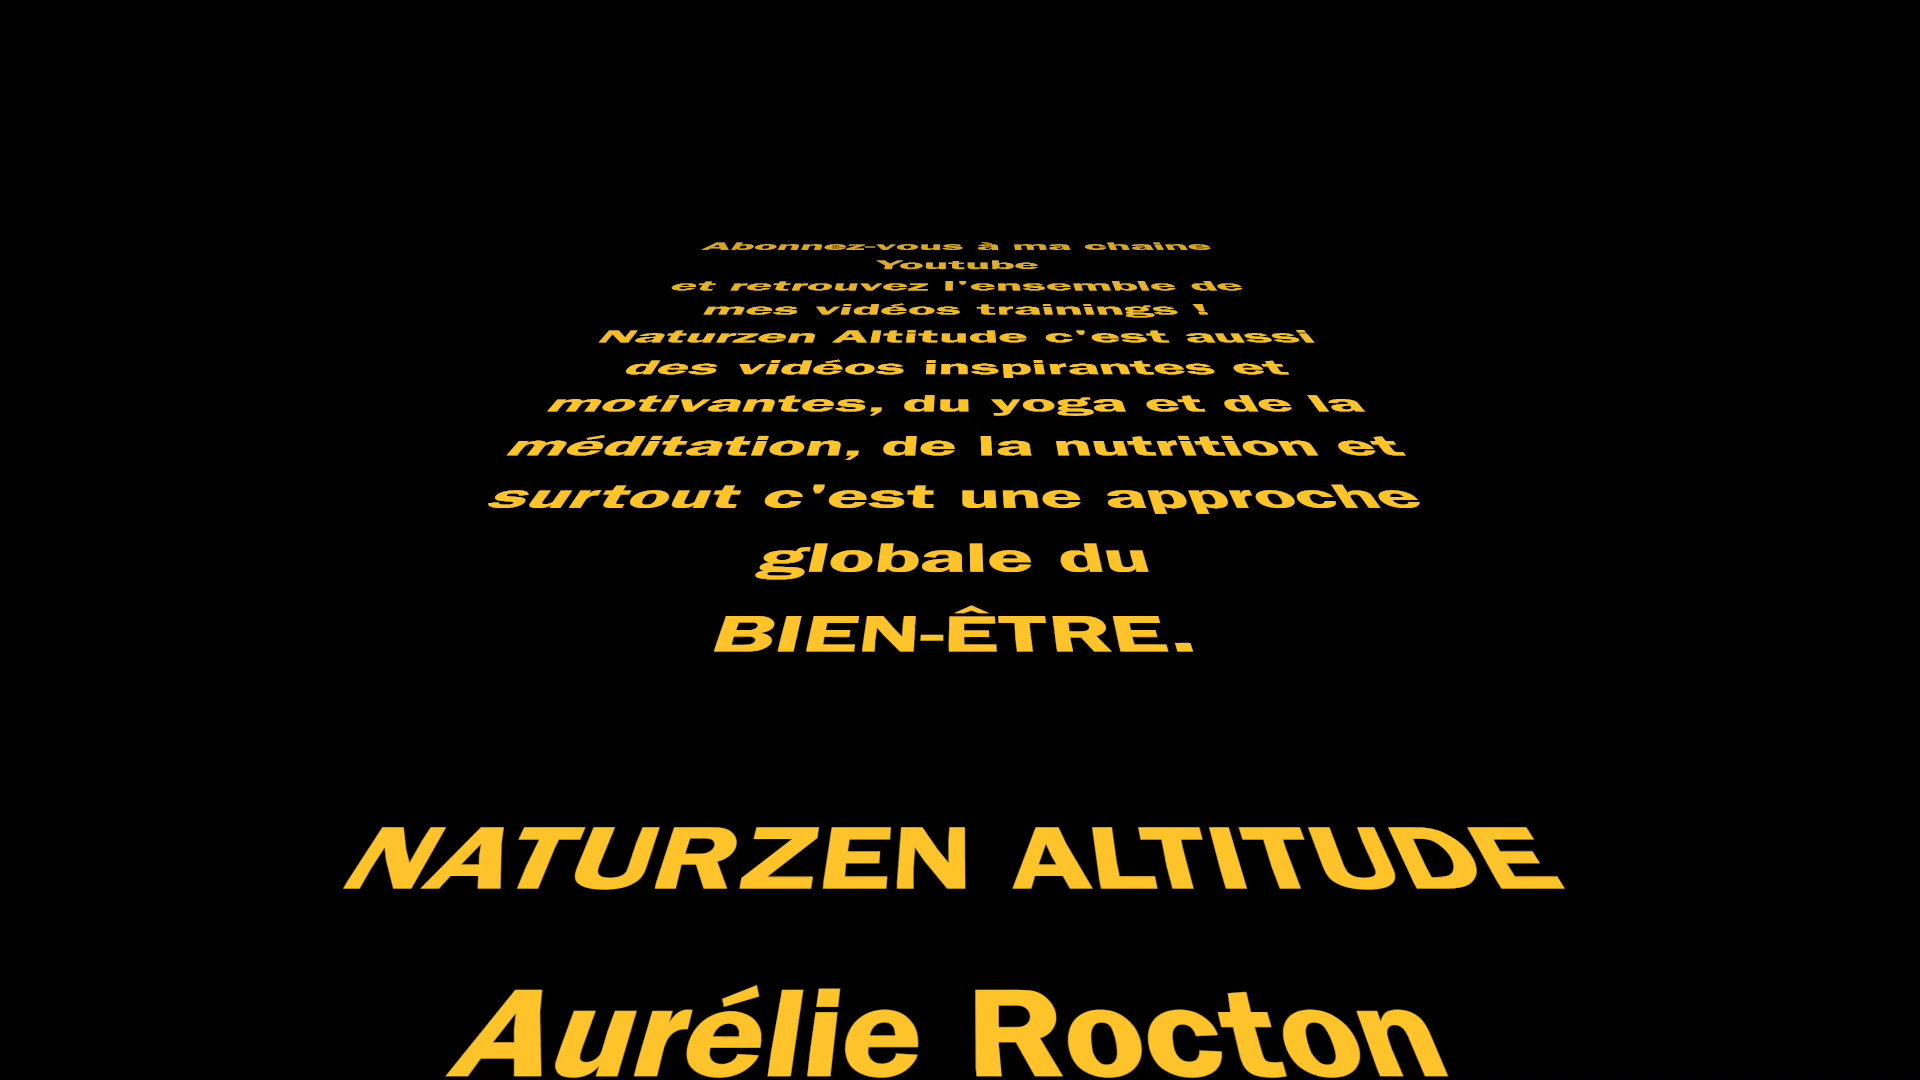 Abonnez-vous à ma chaine
Youtube
et retrouvez l'ensemble de
mes vidéos trainings !
Naturzen Altitude c'est aussi
des vidéos inspirantes et
motivantes, du yoga et de la
méditation, de la nutrition et
surtout c'est une approche
globale du
BIEN-ÊTRE.
NATURZEN ALTITUDE
Aurélie Rocton